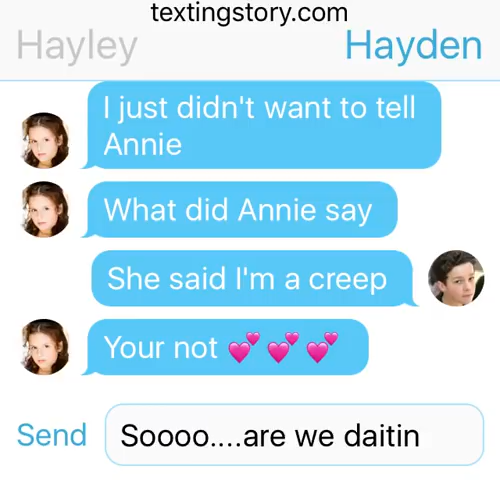 textingstory.com
Hayley Hayden
I just didn't want to tell
Annie
What did Annie say
She said I'm a creep
Your not 💕 💕 💕
Send Soooo....are we daitin